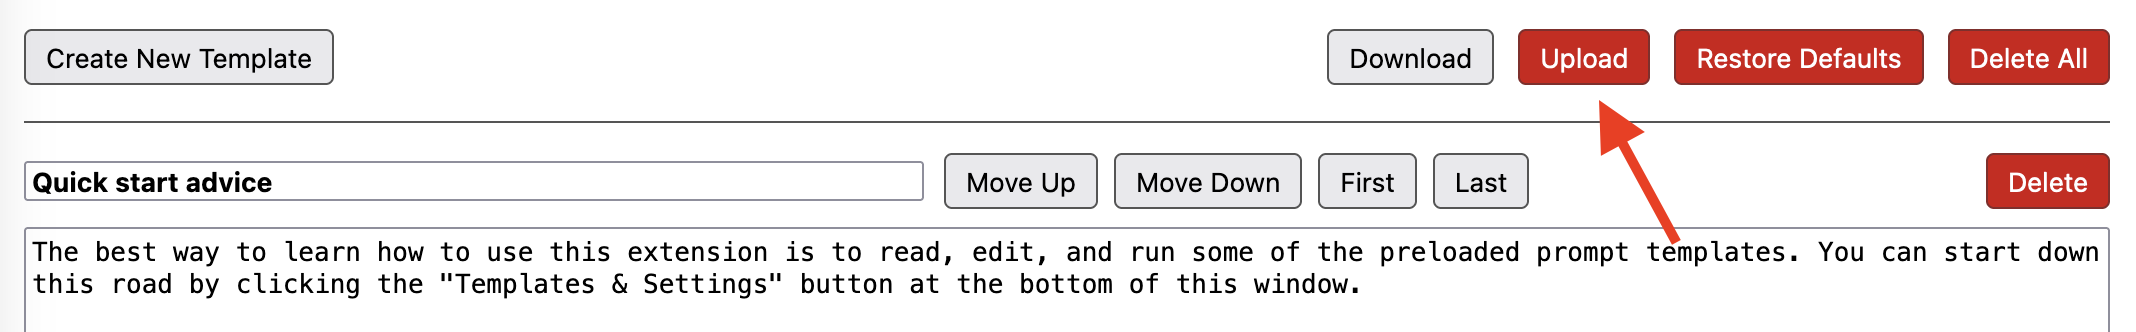 Create New Template Download Upload Restore Defaults Delete All
Quick start advice Move Up Move Down First Last Delete
The best way to learn how to use this extension is to read, edit, and run some of the preloaded prompt templates. You can start down
this road by clicking the "Templates & Settings" button at the bottom of this window.